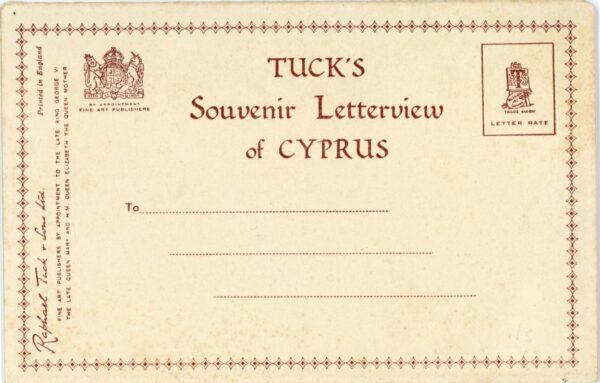 TUCK'S
Souvenir Letterview
of CYPRUS
BY APPOINTMENT
FINE ART PUBLISHERS
TRADE MARK
LETTER RATE
To
Printed in England
Raphael Tuck & Sons Ltd.
FINE ART PUBLISHERS BY APPOINTMENT TO THE LATE KING GEORGE VI
THE LATE QUEEN MARY AND H.M. QUEEN ELIZABETH THE QUEEN MOTHER